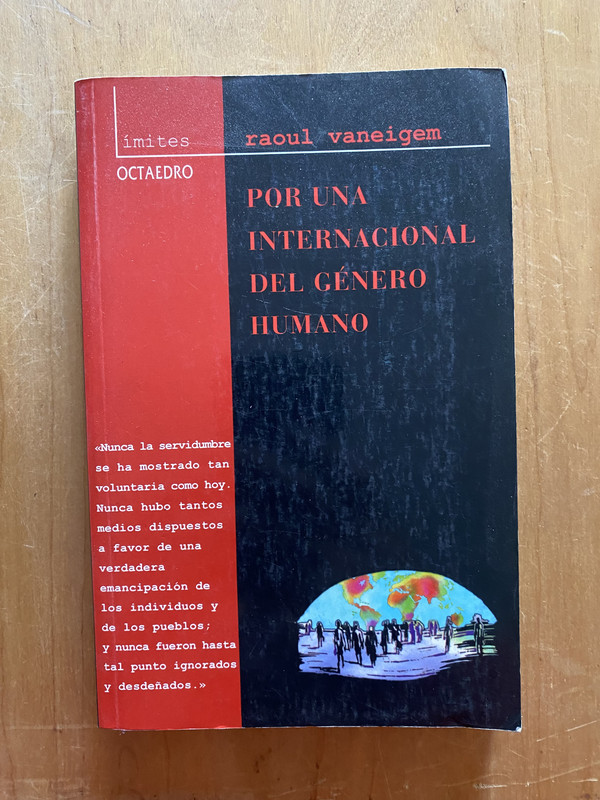 Límites
OCTAEDRO
raoul vaneigem
POR UNA
INTERNACIONAL
DEL GÉNERO
HUMANO
«Nunca la servidumbre
se ha mostrado tan
voluntaria como hoy.
Nunca hubo tantos
medios dispuestos
a favor de una
verdadera
emancipación de
los individuos y
de los pueblos;
y nunca fueron hasta
tal punto ignorados
y desdeñados.»